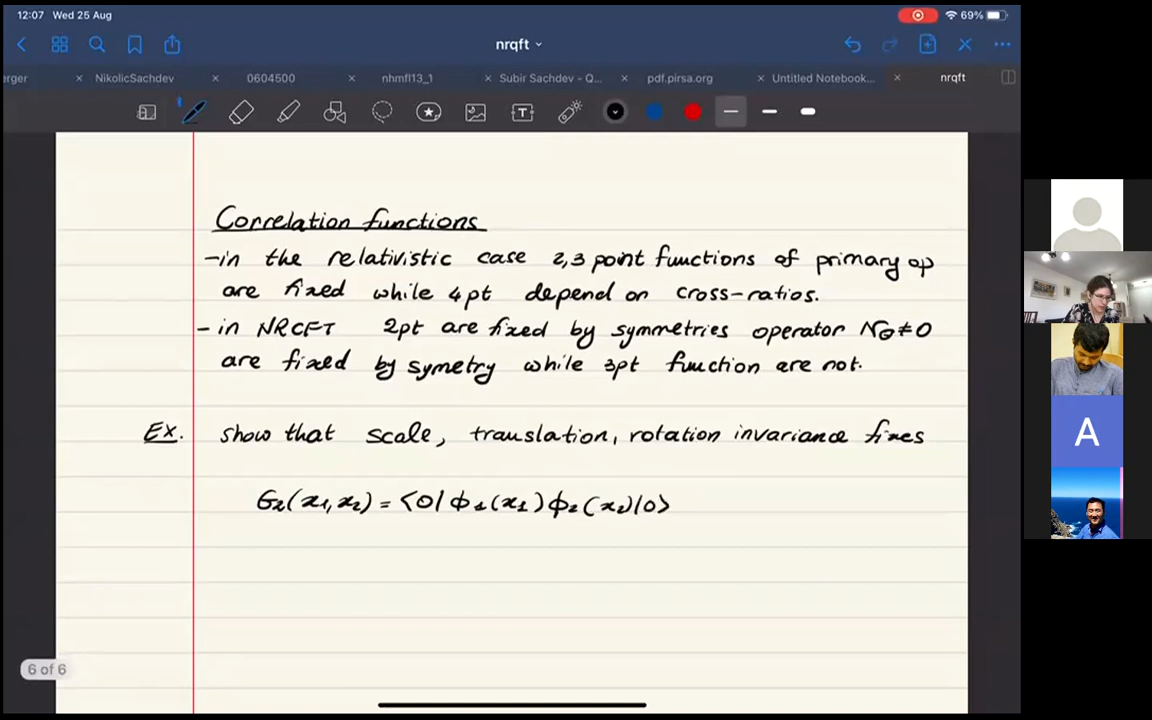 12:07 Wed 25 Aug
69%
nrqft
erger
NikolicSachdev
0604500
nhmfl13_1
Subir Sachdev - Q...
pdf.pirsa.org
Untitled Notebook...
nrqft
Correlation functions
-in the relativistic case 2,3 point functions of primary op
are fixed while 4pt depend on cross-ratios.
- in NRCFT 2pt are fixed by symmetries operator N_O≠0
are fixed by symetry while 3pt function are not.
Ex. show that scale, translation, rotation invariance fixes
G₂(x₁,x₂) = <0|ϕ₁(x₁)ϕ₂(x₂)|0>
6 of 6
A